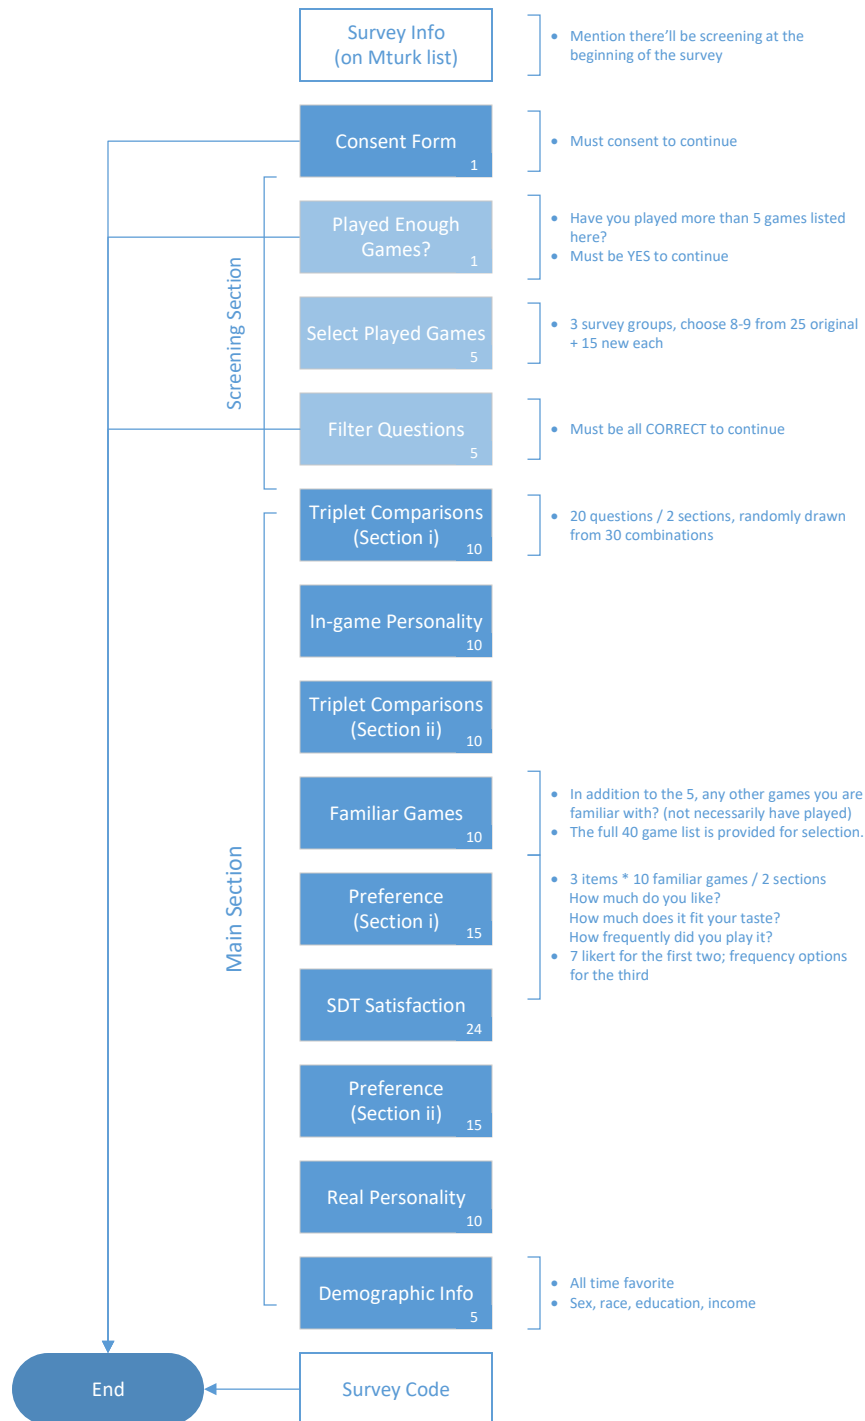 Survey Info
(on Mturk list)
• Mention there'll be screening at the
beginning of the survey
Consent Form
1
• Must consent to continue
Screening Section
Played Enough
Games?
1
• Have you played more than 5 games listed
here?
• Must be YES to continue
Select Played Games
5
• 3 survey groups, choose 8-9 from 25 original
+ 15 new each
Filter Questions
5
• Must be all CORRECT to continue
Main Section
Triplet Comparisons
(Section i)
10
• 20 questions / 2 sections, randomly drawn
from 30 combinations
In-game Personality
10
Triplet Comparisons
(Section ii)
10
Familiar Games
10
• In addition to the 5, any other games you are
familiar with? (not necessarily have played)
• The full 40 game list is provided for selection.
Preference
(Section i)
15
• 3 items * 10 familiar games / 2 sections
How much do you like?
How much does it fit your taste?
How frequently did you play it?
• 7 likert for the first two; frequency options
for the third
SDT Satisfaction
24
Preference
(Section ii)
15
Real Personality
10
Demographic Info
5
• All time favorite
• Sex, race, education, income
End
Survey Code